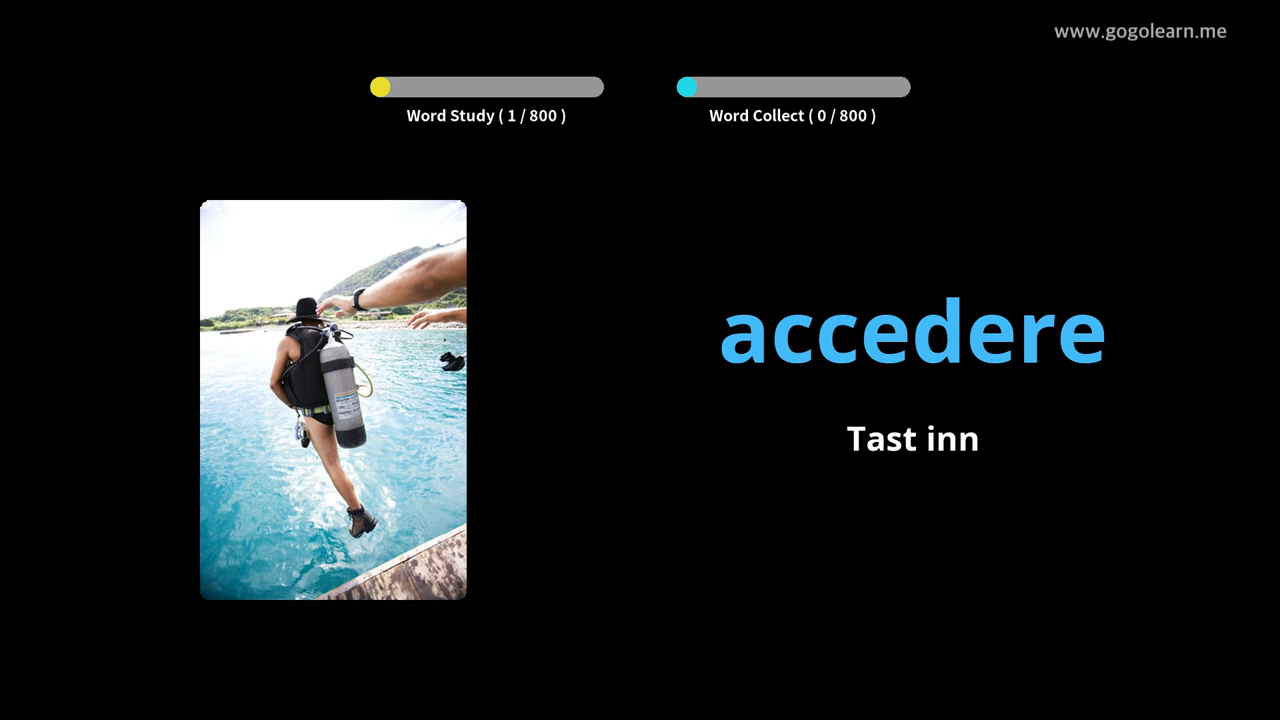 www.gogolearn.me
Word Study ( 1 / 800 )
Word Collect ( 0 / 800 )
accedere
Tast inn